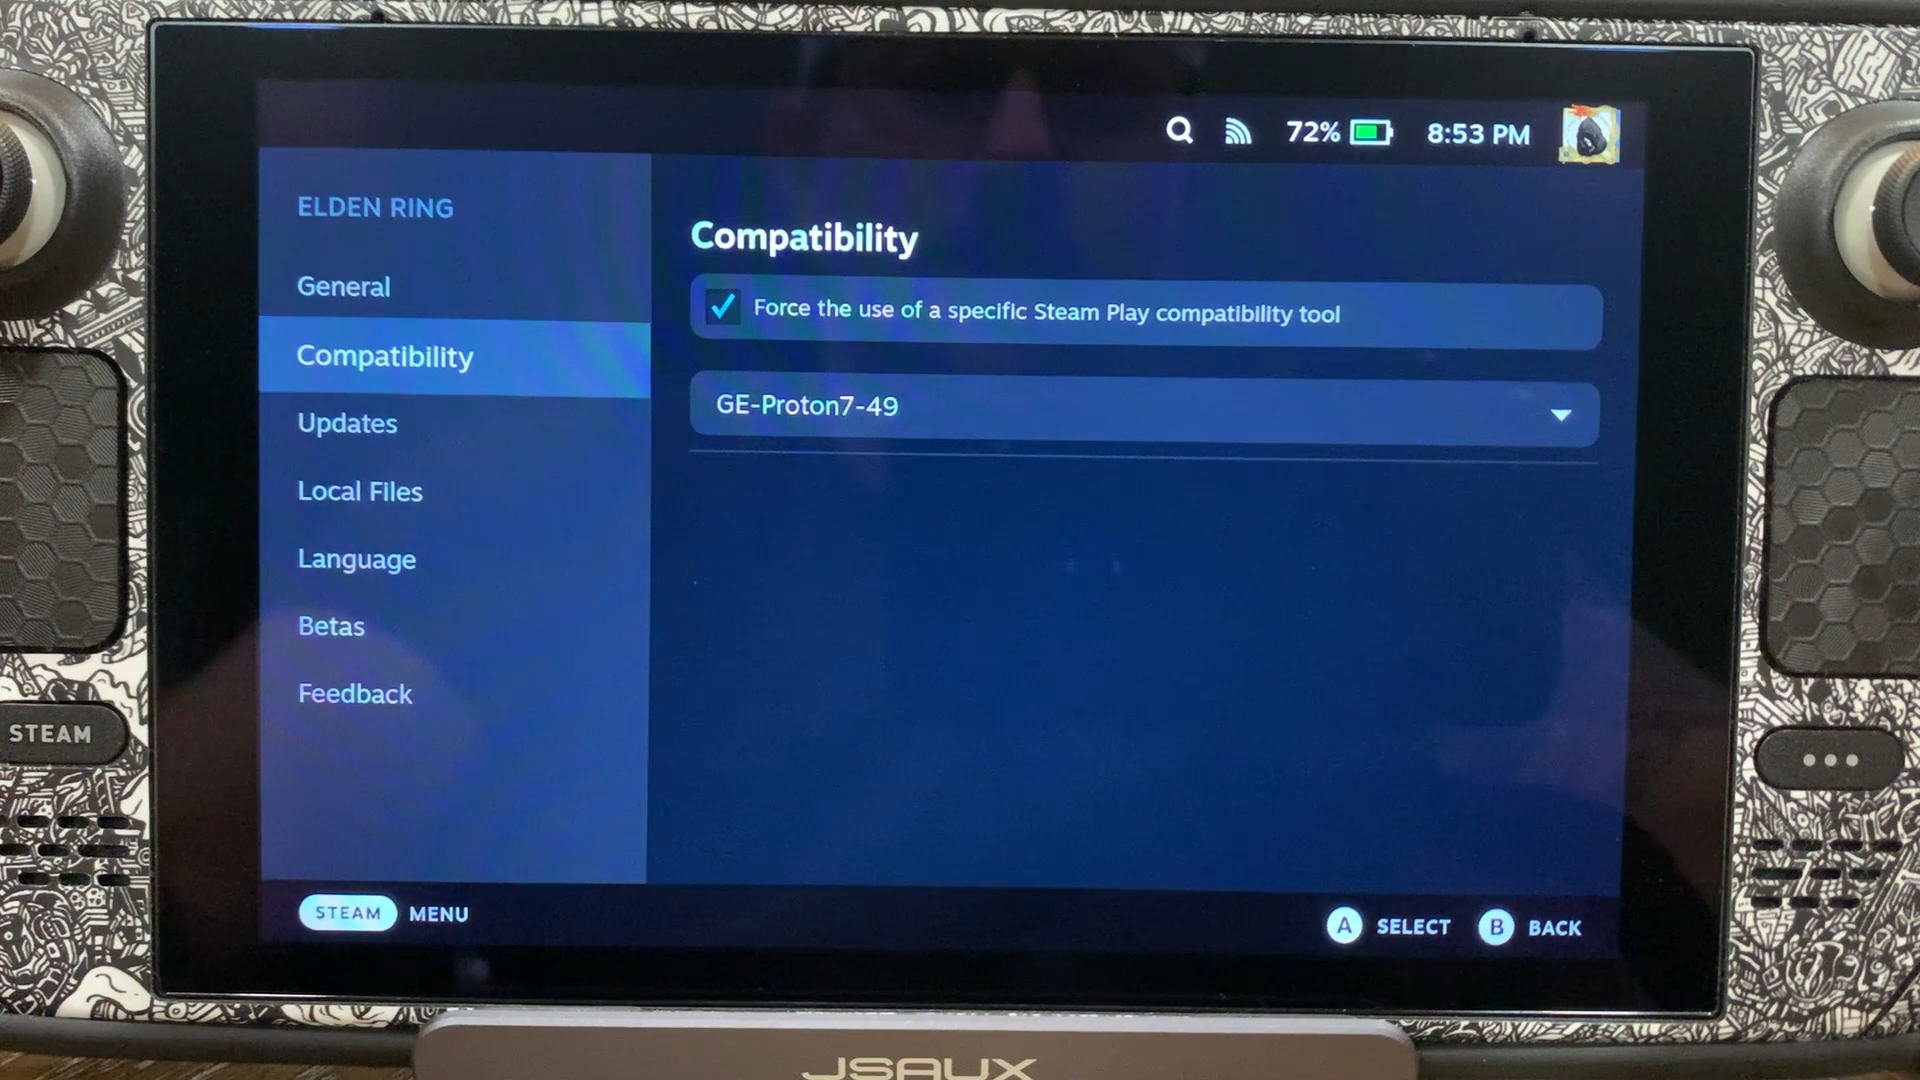 72% 8:53 PM
ELDEN RING
General
Compatibility
Updates
Local Files
Language
Betas
Feedback
Compatibility
Force the use of a specific Steam Play compatibility tool
GE-Proton7-49
STEAM MENU
A SELECT B BACK
STEAM
JSAUX